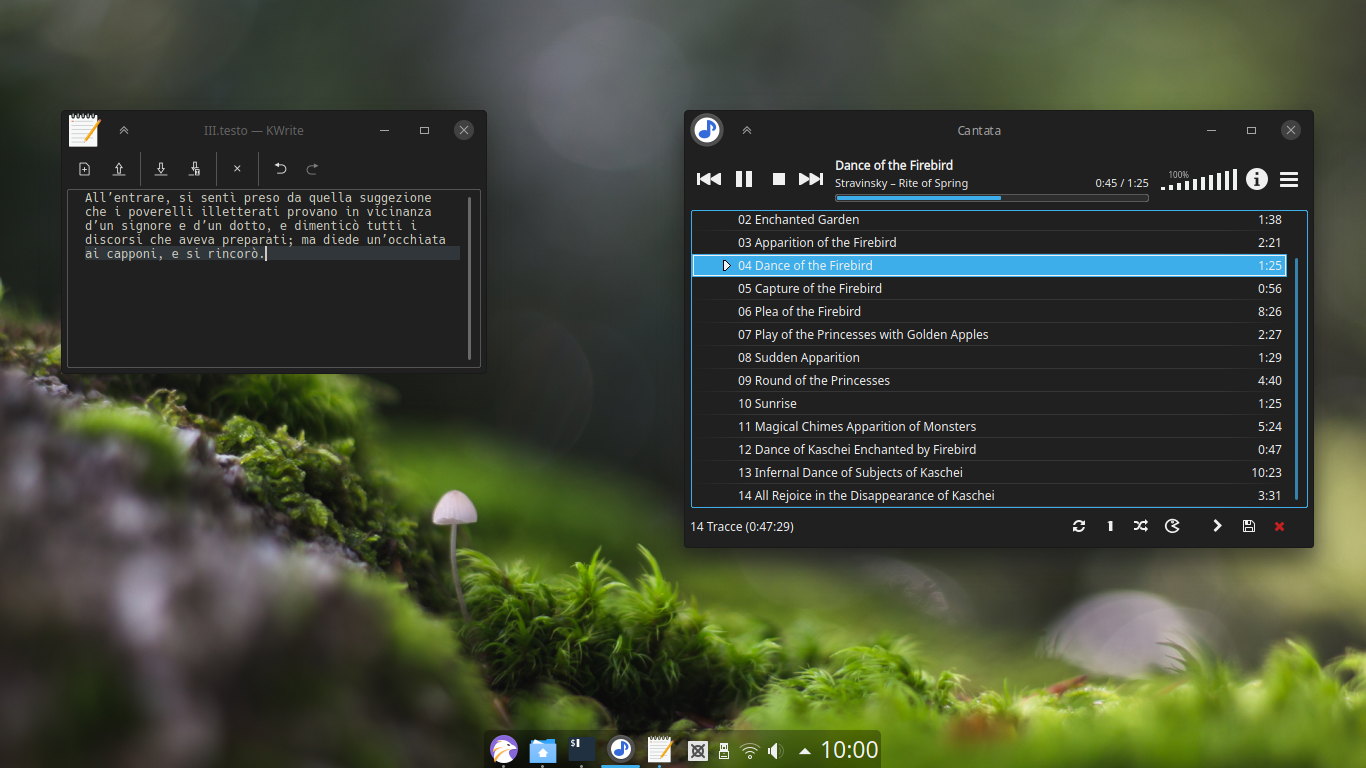 III.testo — KWrite
All’entrare, si sentì preso da quella suggezione
che i poverelli illetterati provano in vicinanza
d’un signore e d’un dotto, e dimenticò tutti i
discorsi che aveva preparati; ma diede un’occhiata
ai capponi, e si rincorò.
Cantata
Dance of the Firebird
Stravinsky – Rite of Spring
0:45 / 1:25
100%
02 Enchanted Garden 1:38
03 Apparition of the Firebird 2:21
04 Dance of the Firebird 1:25
05 Capture of the Firebird 0:56
06 Plea of the Firebird 8:26
07 Play of the Princesses with Golden Apples 2:27
08 Sudden Apparition 1:29
09 Round of the Princesses 4:40
10 Sunrise 1:25
11 Magical Chimes Apparition of Monsters 5:24
12 Dance of Kaschei Enchanted by Firebird 0:47
13 Infernal Dance of Subjects of Kaschei 10:23
14 All Rejoice in the Disappearance of Kaschei 3:31
14 Tracce (0:47:29)
1
$
10:00